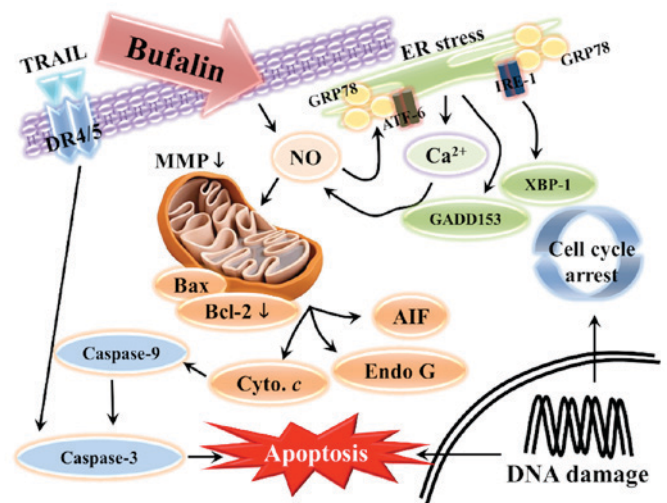 TRAIL
Bufalin
DR4/5
ER stress
GRP78
GRP78
ATF-6
IRE-1
MMP ↓
NO
Ca²⁺
XBP-1
GADD153
Cell cycle
arrest
Bax
Bcl-2 ↓
AIF
Endo G
Cyto. c
Caspase-9
Caspase-3
Apoptosis
DNA damage